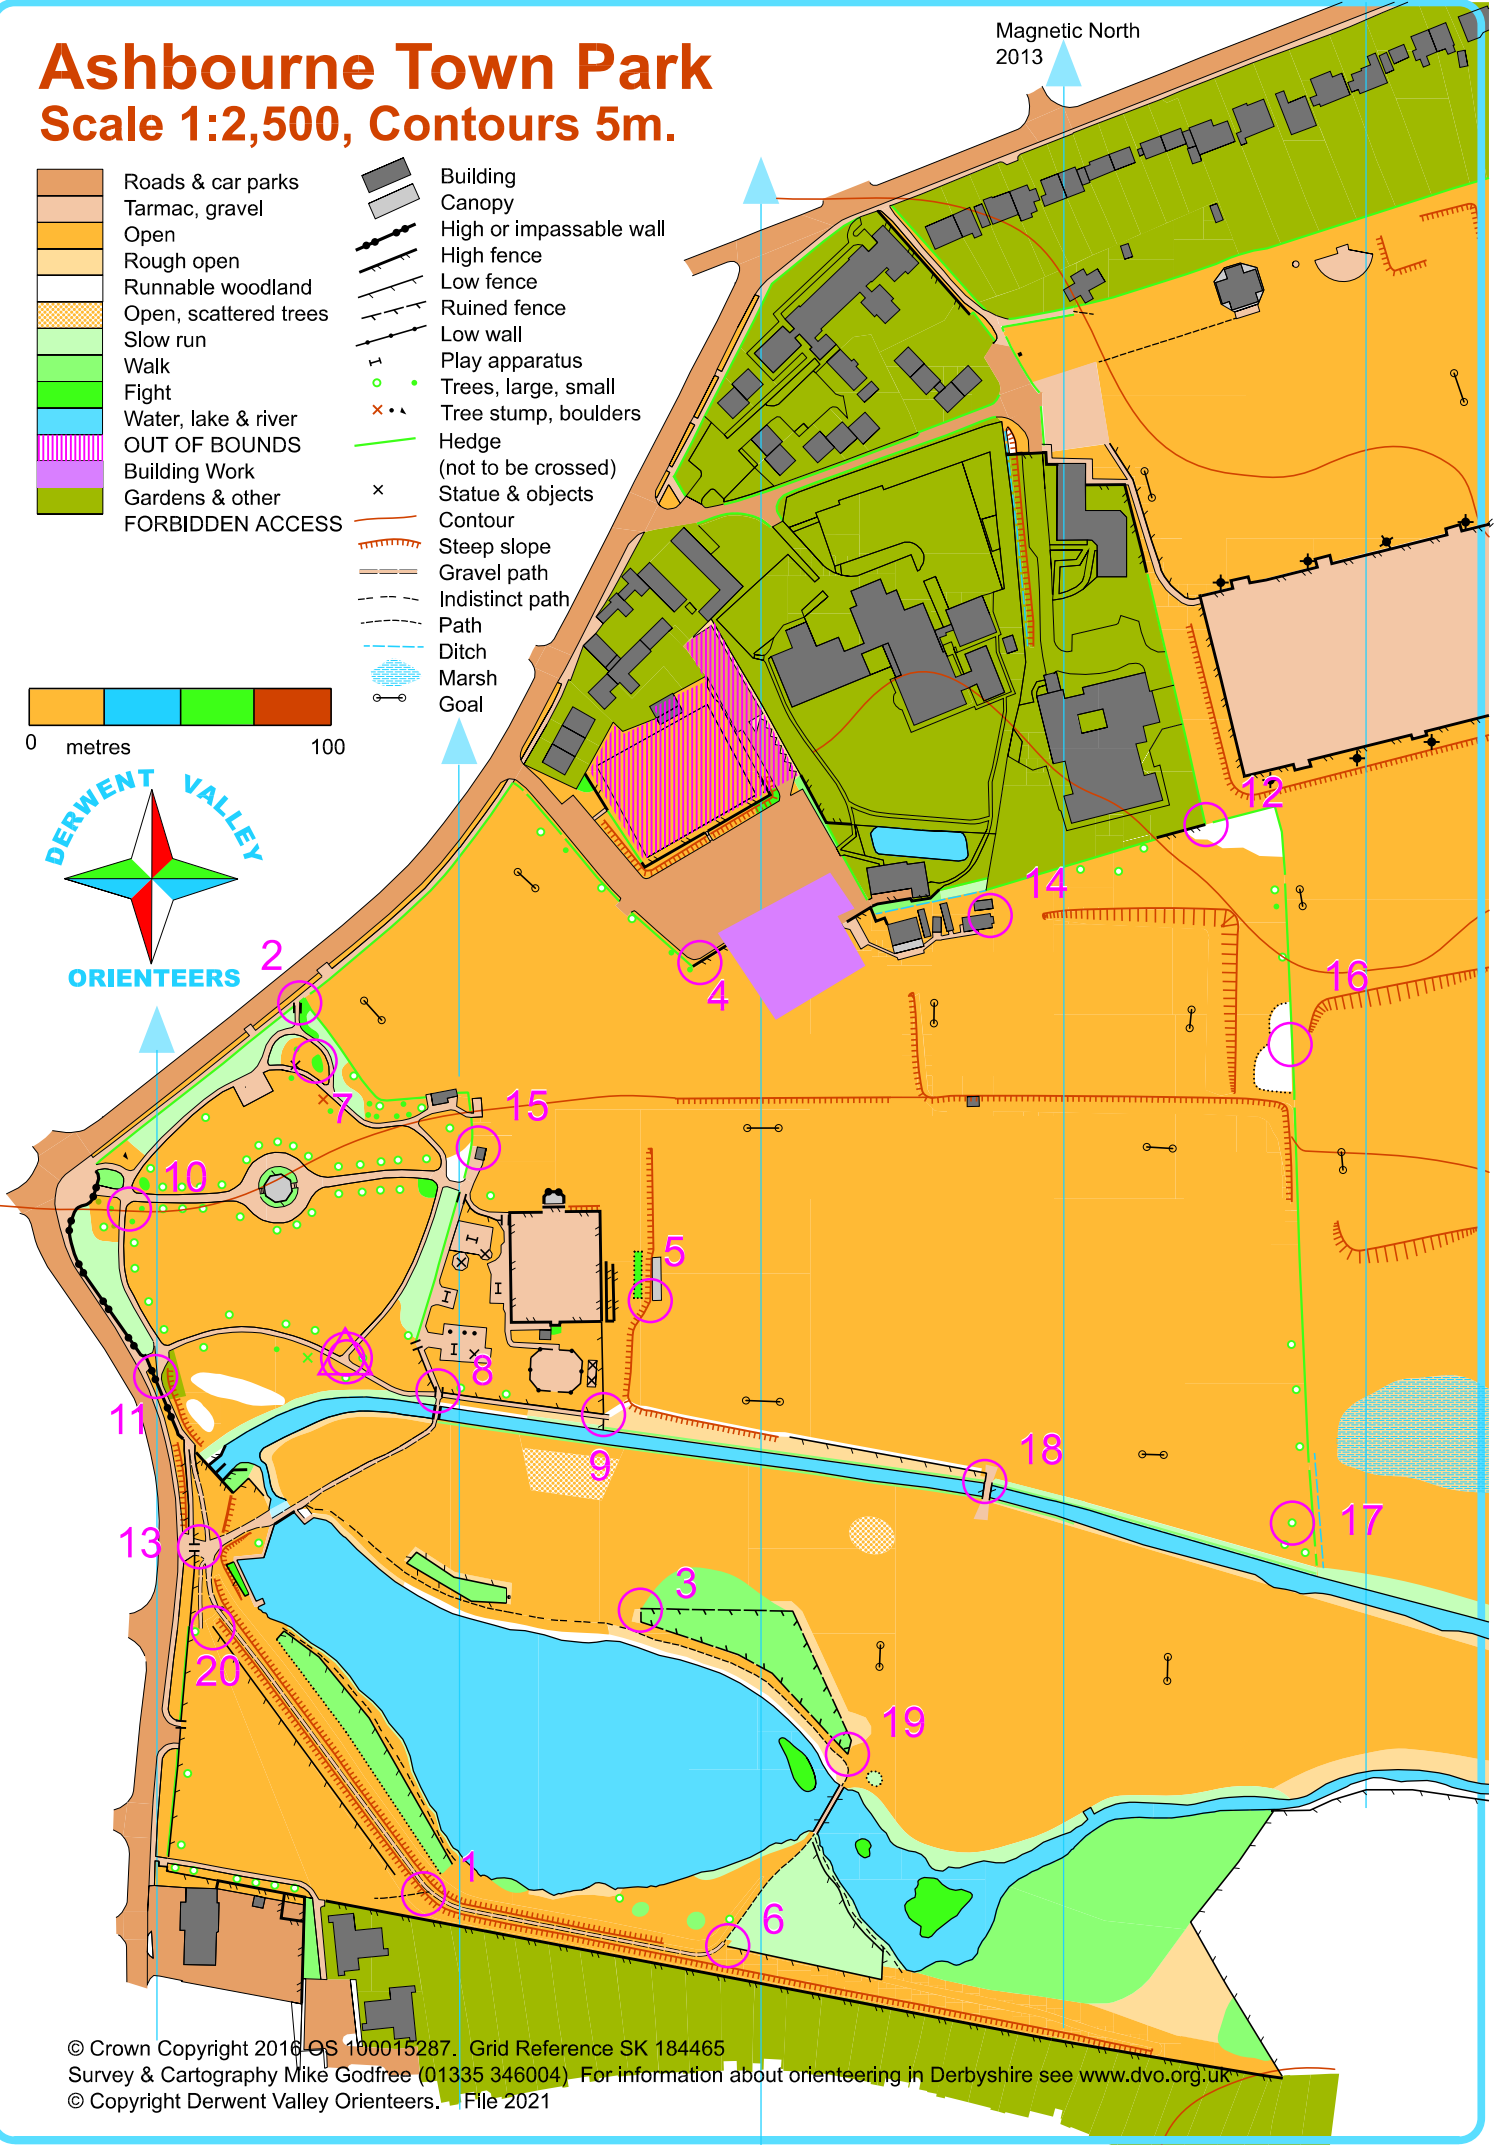 Ashbourne Town Park
Scale 1:2,500, Contours 5m.
Magnetic North
2013
Roads & car parks
Tarmac, gravel
Open
Rough open
Runnable woodland
Open, scattered trees
Slow run
Walk
Fight
Water, lake & river
OUT OF BOUNDS
Building Work
Gardens & other
FORBIDDEN ACCESS
Building
Canopy
High or impassable wall
High fence
Low fence
Ruined fence
Low wall
Play apparatus
Trees, large, small
Tree stump, boulders
Hedge
(not to be crossed)
Statue & objects
Contour
Steep slope
Gravel path
Indistinct path
Path
Ditch
Marsh
Goal
0 metres 100
DERWENT VALLEY
ORIENTEERS
12
14
2
4
16
7
15
10
5
8
11
9
18
13
17
3
20
19
1
6
© Crown Copyright 2016 OS 100015287. Grid Reference SK 184465
Survey & Cartography Mike Godfree (01335 346004) For information about orienteering in Derbyshire see www.dvo.org.uk
© Copyright Derwent Valley Orienteers. File 2021